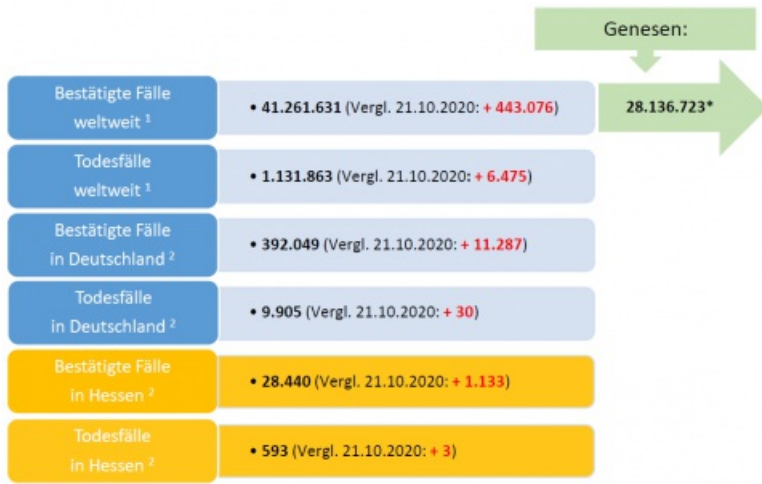 Genesen:
Bestätigte Fälle
weltweit ¹
• 41.261.631 (Vergl. 21.10.2020: + 443.076)
28.136.723*
Todesfälle
weltweit ¹
• 1.131.863 (Vergl. 21.10.2020: + 6.475)
Bestätigte Fälle
in Deutschland ²
• 392.049 (Vergl. 21.10.2020: + 11.287)
Todesfälle
in Deutschland ²
• 9.905 (Vergl. 21.10.2020: + 30)
Bestätigte Fälle
in Hessen ²
• 28.440 (Vergl. 21.10.2020: + 1.133)
Todesfälle
in Hessen ²
• 593 (Vergl. 21.10.2020: + 3)